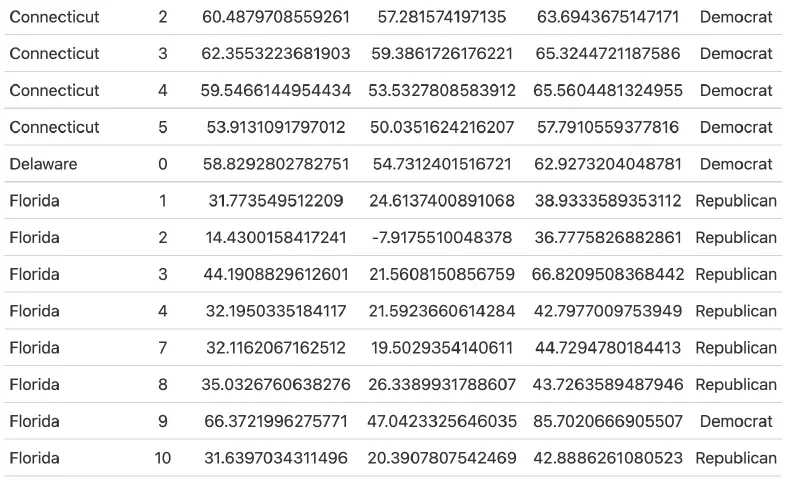 Connecticut 2 60.4879708559261 57.281574197135 63.6943675147171 Democrat
Connecticut 3 62.3553223681903 59.3861726176221 65.3244721187586 Democrat
Connecticut 4 59.5466144954434 53.5327808583912 65.5604481324955 Democrat
Connecticut 5 53.9131091797012 50.0351624216207 57.7910559377816 Democrat
Delaware 0 58.8292802782751 54.7312401516721 62.9273204048781 Democrat
Florida 1 31.773549512209 24.6137400891068 38.9333589353112 Republican
Florida 2 14.4300158417241 -7.9175510048378 36.7775826882861 Republican
Florida 3 44.1908829612601 21.5608150856759 66.8209508368442 Republican
Florida 4 32.1950335184117 21.5923660614284 42.7977009753949 Republican
Florida 7 32.1162067162512 19.5029354140611 44.7294780184413 Republican
Florida 8 35.0326760638276 26.3389931788607 43.7263589487946 Republican
Florida 9 66.3721996275771 47.0423325646035 85.7020666905507 Democrat
Florida 10 31.6397034311496 20.3907807542469 42.8886261080523 Republican